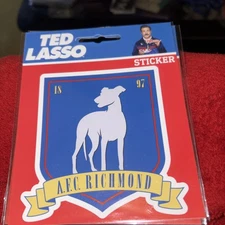 TED
LASSO
STICKER
18 97
A.F.C. RICHMOND